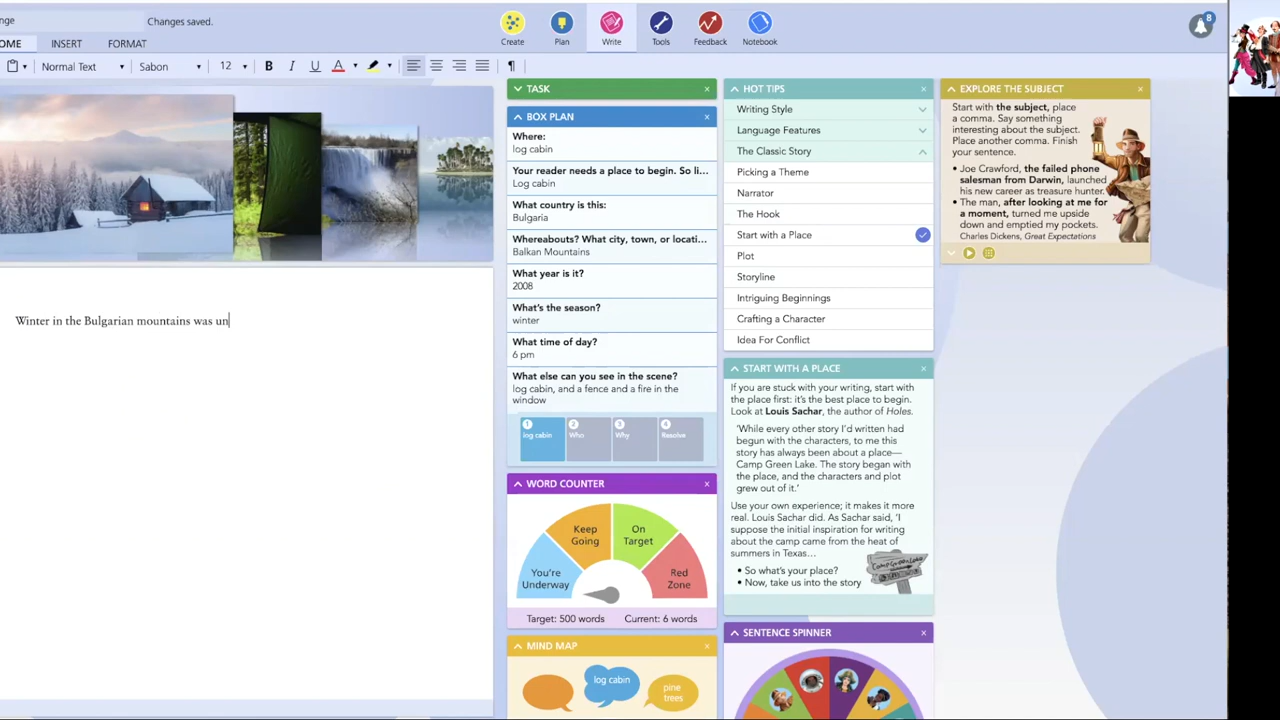 nge
Changes saved.
Create
Plan
Write
Tools
Feedback
Notebook
8
OME
INSERT
FORMAT
Normal Text
Sabon
12
B
I
U
A
¶
Winter in the Bulgarian mountains was un
TASK
BOX PLAN
Where:
log cabin
Your reader needs a place to begin. So li...
Log cabin
What country is this:
Bulgaria
Whereabouts? What city, town, or locati...
Balkan Mountains
What year is it?
2008
What's the season?
winter
What time of day?
6 pm
What else can you see in the scene?
log cabin, and a fence and a fire in the
window
1
log cabin
2
Who
3
Why
4
Resolve
WORD COUNTER
You're
Underway
Keep
Going
On
Target
Red
Zone
Target: 500 words
Current: 6 words
MIND MAP
log cabin
pine
trees
HOT TIPS
Writing Style
Language Features
The Classic Story
Picking a Theme
Narrator
The Hook
Start with a Place
Plot
Storyline
Intriguing Beginnings
Crafting a Character
Idea For Conflict
START WITH A PLACE
If you are stuck with your writing, start with
the place first: it's the best place to begin.
Look at Louis Sachar, the author of Holes.
'While every other story I'd written had
begun with the characters, to me this
story has always been about a place—
Camp Green Lake. The story began with
the place, and the characters and plot
grew out of it.'
Use your own experience; it makes it more
real. Louis Sachar did. As Sachar said, 'I
suppose the initial inspiration for writing
about the camp came from the heat of
summers in Texas...
• So what's your place?
• Now, take us into the story
SENTENCE SPINNER
EXPLORE THE SUBJECT
Start with the subject, place
a comma. Say something
interesting about the subject.
Place another comma. Finish
your sentence.
• Joe Crawford, the failed phone
salesman from Darwin, launched
his new career as treasure hunter.
• The man, after looking at me for
a moment, turned me upside
down and emptied my pockets.
Charles Dickens, Great Expectations